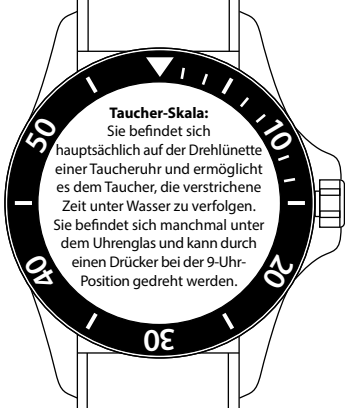 Taucher-Skala:
Sie befindet sich
hauptsächlich auf der Drehlünette
einer Taucheruhr und ermöglicht
es dem Taucher, die verstrichene
Zeit unter Wasser zu verfolgen.
Sie befindet sich manchmal unter
dem Uhrenglas und kann durch
einen Drücker bei der 9-Uhr-
Position gedreht werden.
10
20
30
40
50